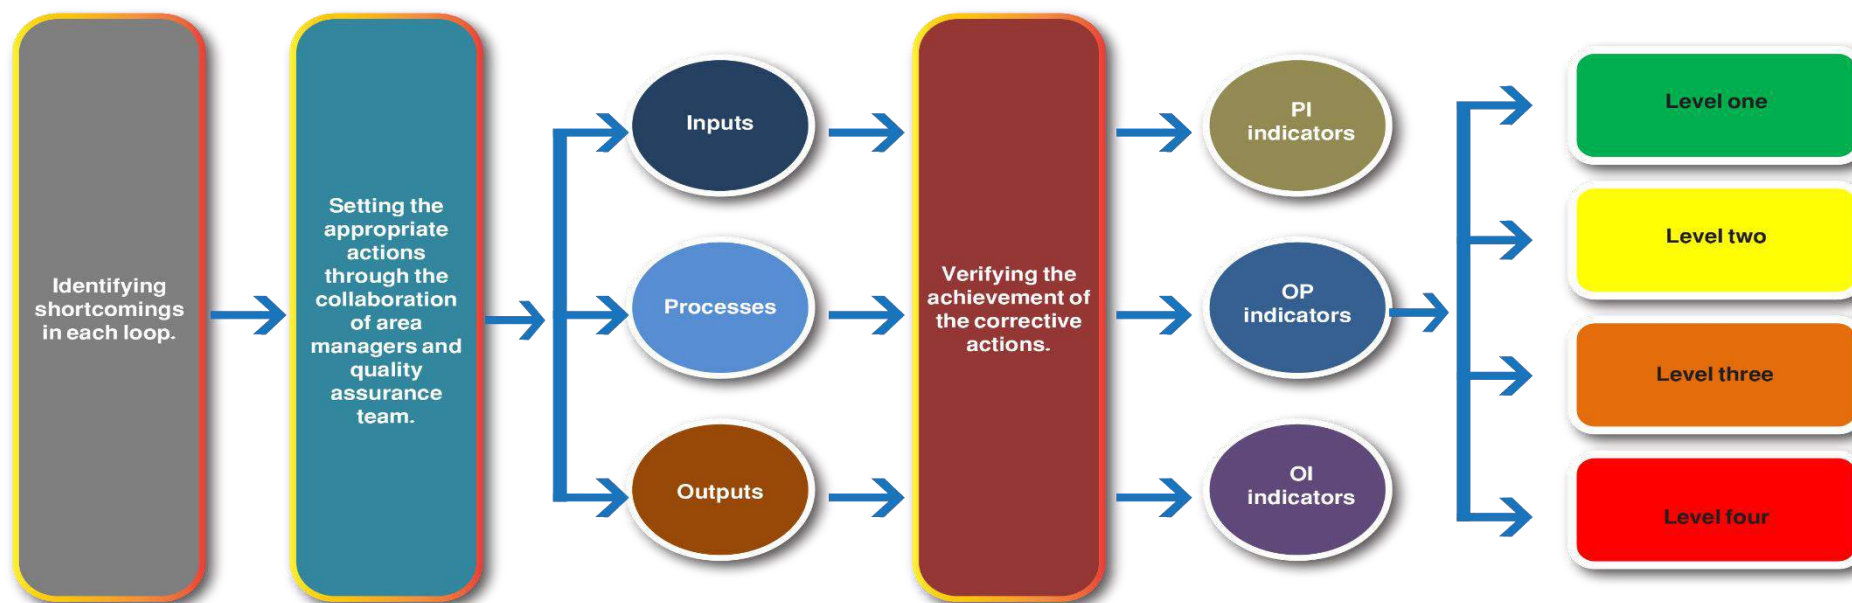 Identifying
shortcomings
in each loop.
Setting the
appropriate
actions
through the
collaboration
of area
managers and
quality
assurance
team.
Inputs
Processes
Outputs
Verifying the
achievement of
the corrective
actions.
PI
indicators
OP
indicators
OI
indicators
Level one
Level two
Level three
Level four